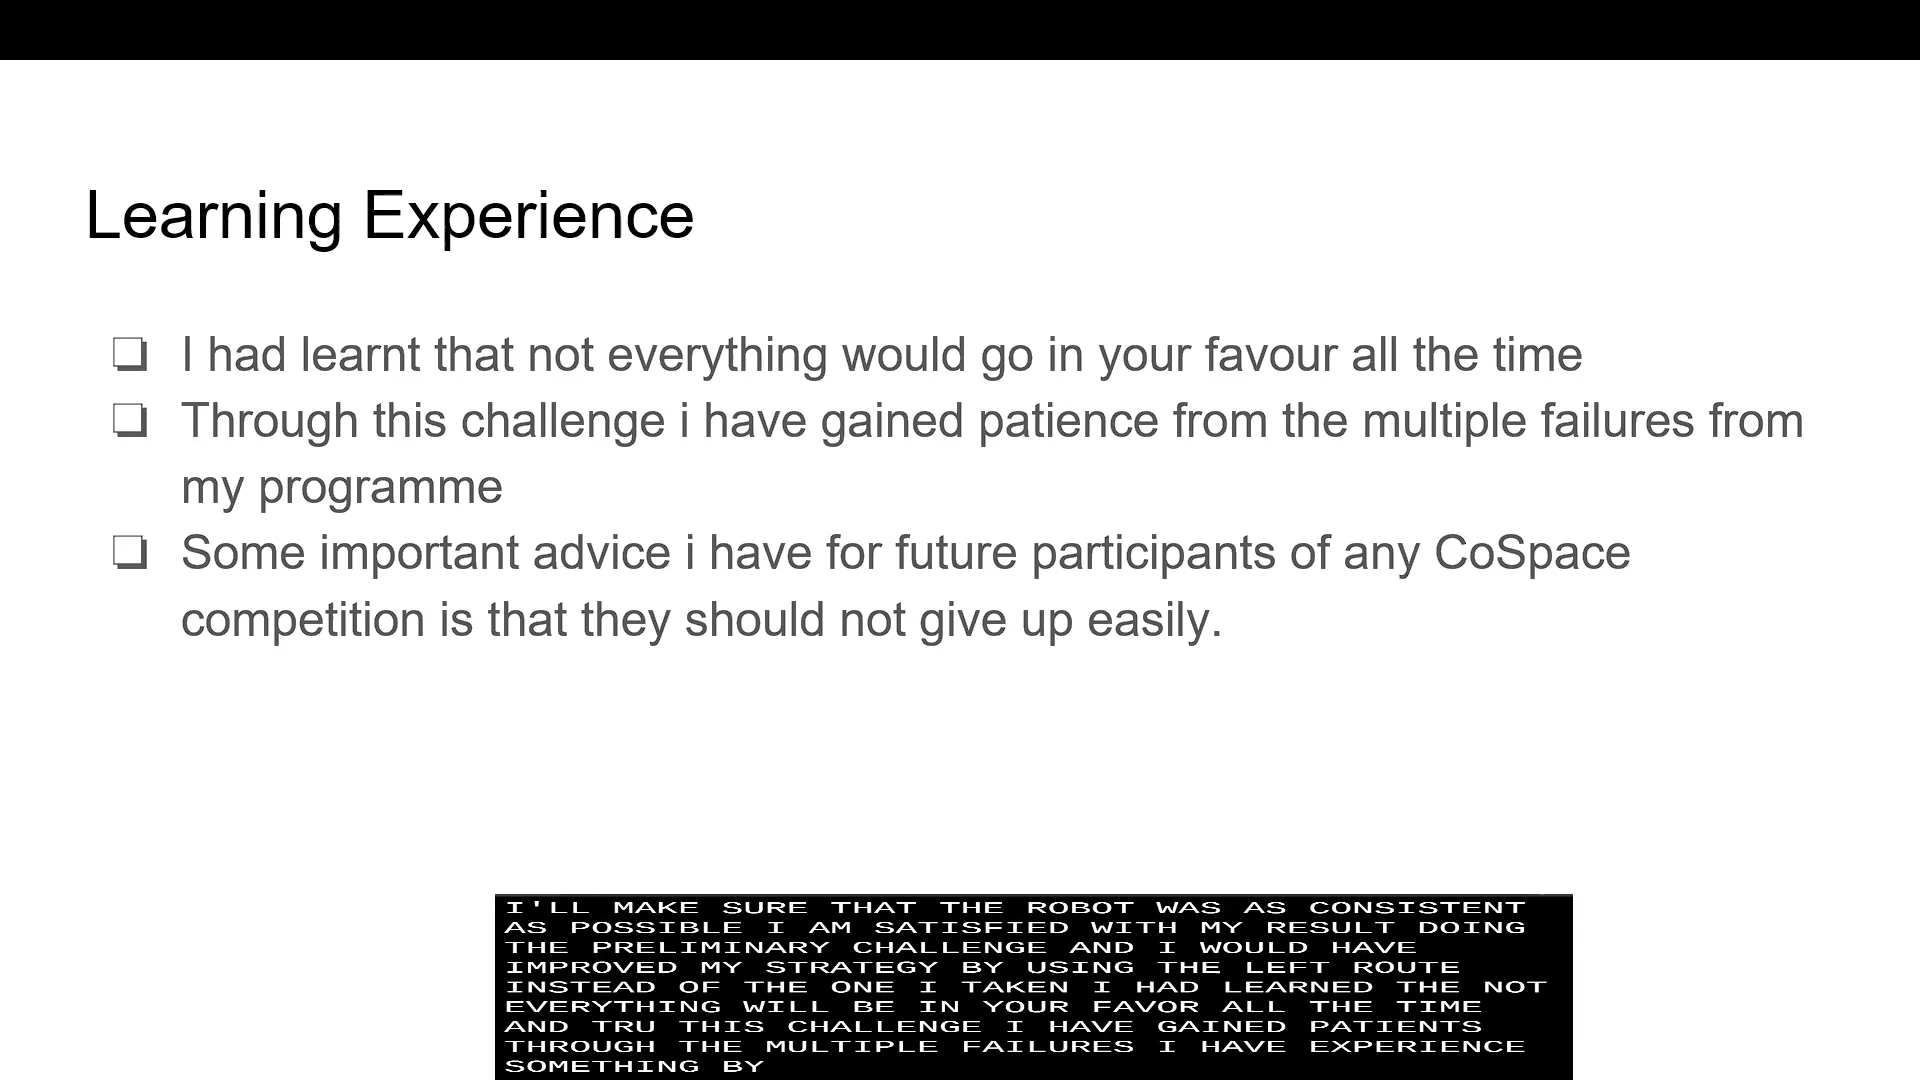 Learning Experience
❏ I had learnt that not everything would go in your favour all the time
❏ Through this challenge i have gained patience from the multiple failures from
my programme
❏ Some important advice i have for future participants of any CoSpace
competition is that they should not give up easily.
I'LL MAKE SURE THAT THE ROBOT WAS AS CONSISTENT
AS POSSIBLE I AM SATISFIED WITH MY RESULT DOING
THE PRELIMINARY CHALLENGE AND I WOULD HAVE
IMPROVED MY STRATEGY BY USING THE LEFT ROUTE
INSTEAD OF THE ONE I TAKEN I HAD LEARNED THE NOT
EVERYTHING WILL BE IN YOUR FAVOR ALL THE TIME
AND TRU THIS CHALLENGE I HAVE GAINED PATIENTS
THROUGH THE MULTIPLE FAILURES I HAVE EXPERIENCE
SOMETHING BY